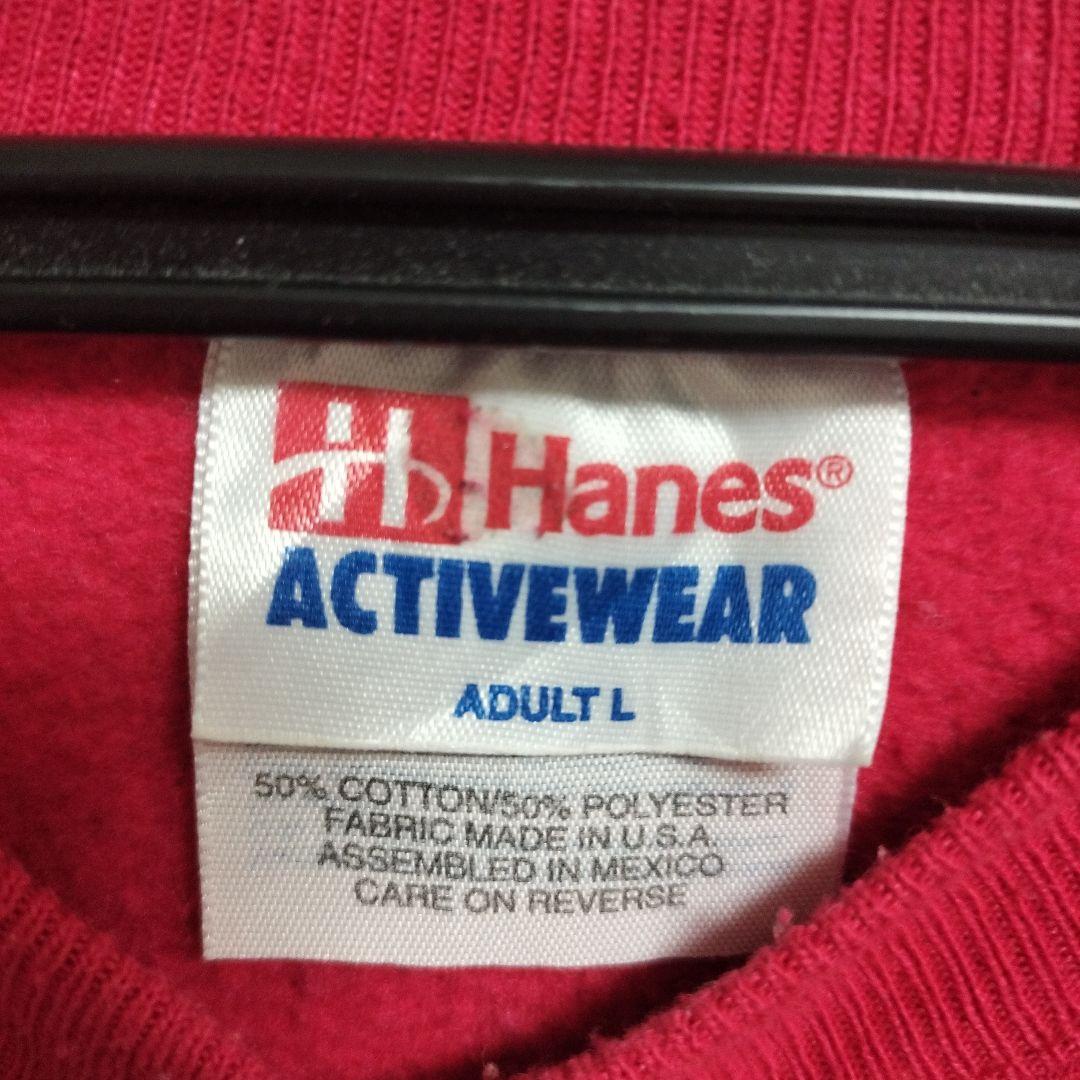 Hanes®
ACTIVEWEAR
ADULT L
50% COTTON/50% POLYESTER
FABRIC MADE IN U.S.A.
ASSEMBLED IN MEXICO
CARE ON REVERSE